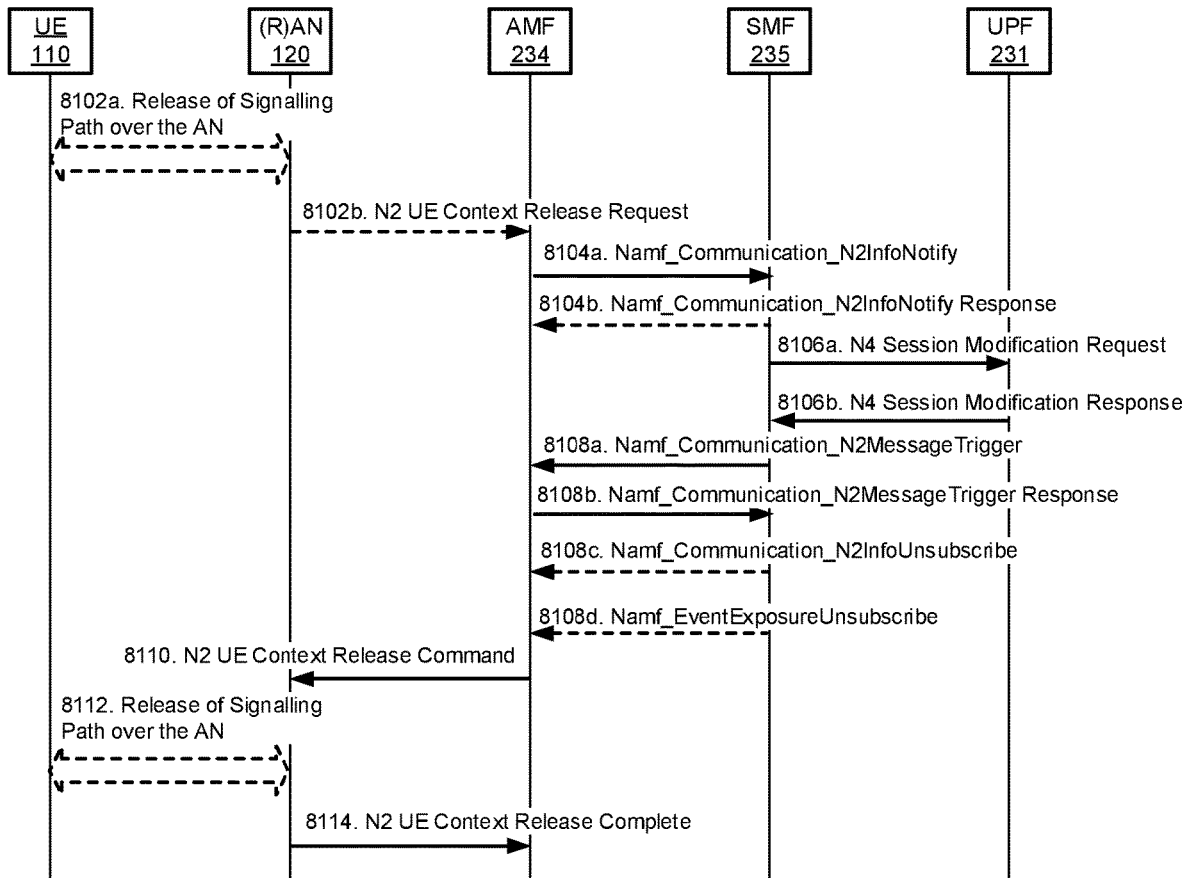 UE
110
(R)AN
120
AMF
234
SMF
235
UPF
231
8102a. Release of Signalling
Path over the AN
8102b. N2 UE Context Release Request
8104a. Namf_Communication_N2InfoNotify
8104b. Namf_Communication_N2InfoNotify Response
8106a. N4 Session Modification Request
8106b. N4 Session Modification Response
8108a. Namf_Communication_N2MessageTrigger
8108b. Namf_Communication_N2MessageTrigger Response
8108c. Namf_Communication_N2InfoUnsubscribe
8108d. Namf_EventExposureUnsubscribe
8110. N2 UE Context Release Command
8112. Release of Signalling
Path over the AN
8114. N2 UE Context Release Complete